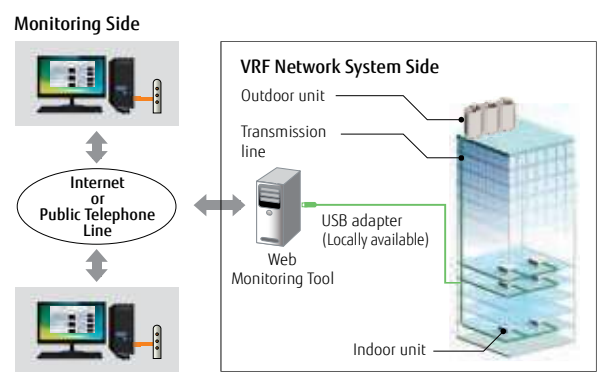 Monitoring Side
VRF Network System Side
Outdoor unit
Transmission
line
Internet
or
Public Telephone
Line
USB adapter
(Locally available)
Web
Monitoring Tool
Indoor unit